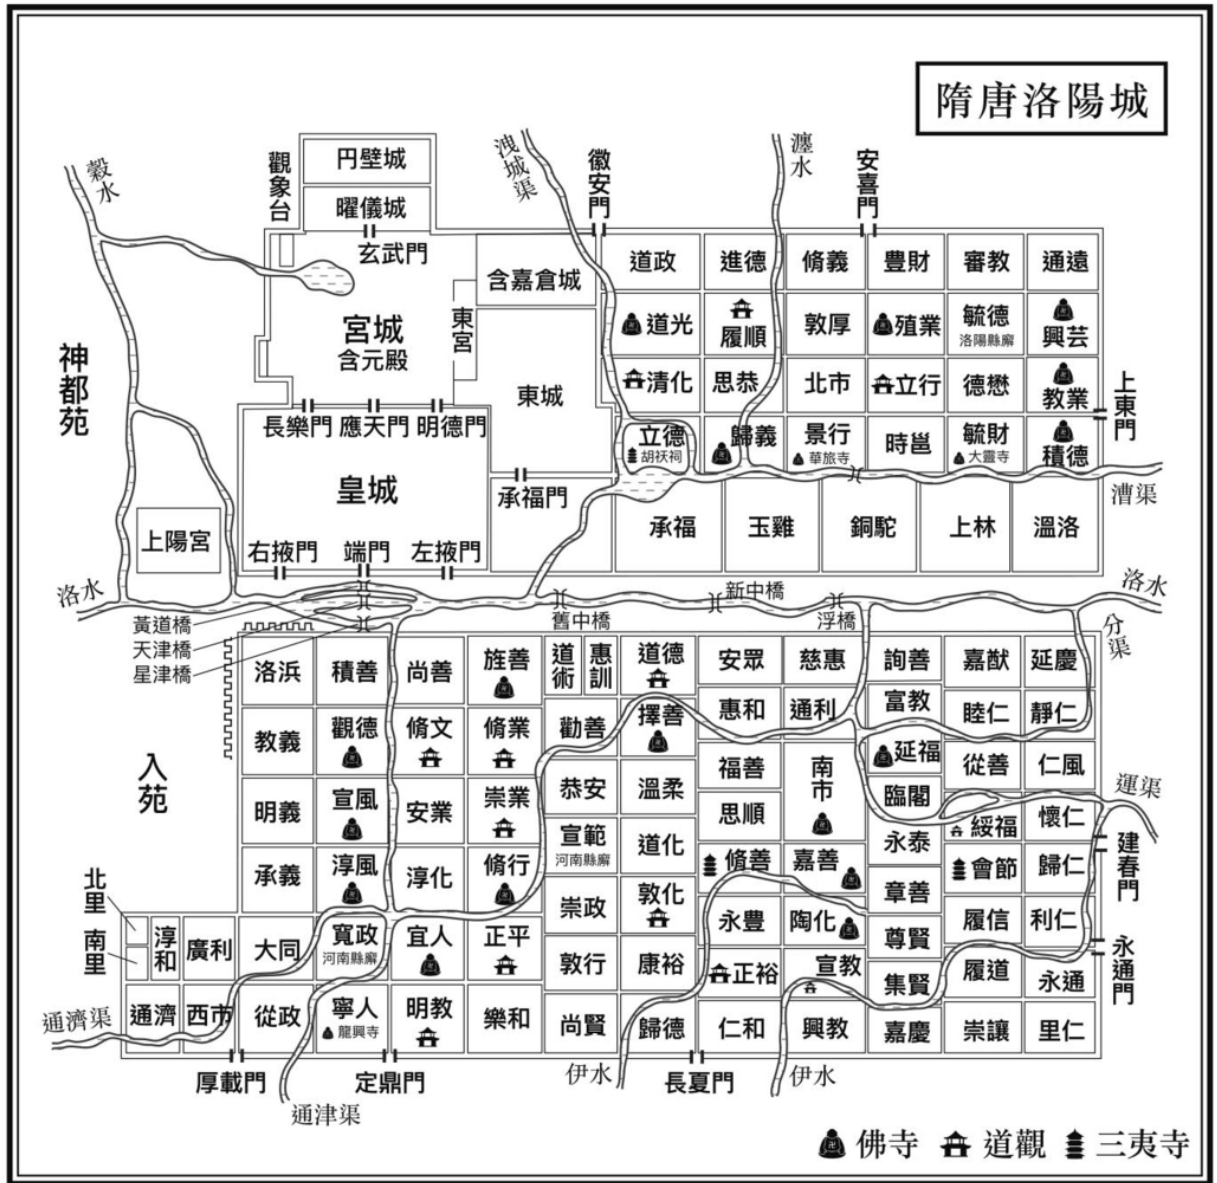 隋唐洛陽城
穀水
觀象台
円壁城
曜儀城
玄武門
洩城渠
徽安門
瀍水
安喜門
含嘉倉城
東宮
宮城
含元殿
東城
神都苑
長樂門
應天門
明德門
皇城
承福門
上陽宮
右掖門
端門
左掖門
道政
進德
脩義
豊財
審教
通遠
道光
履順
敦厚
殖業
毓德
洛陽縣廨
興芸
清化
思恭
北市
立行
德懋
教業
上東門
立德
胡祆祠
歸義
景行
華旅寺
時邕
毓財
大靈寺
積德
漕渠
承福
玉雞
銅駝
上林
溫洛
洛水
黃道橋
天津橋
星津橋
舊中橋
新中橋
浮橋
洛水
分渠
洛浜
積善
尚善
旌善
道術
惠訓
道德
安眾
慈惠
詢善
嘉猷
延慶
教義
觀德
脩文
脩業
勸善
擇善
惠和
通利
富教
睦仁
靜仁
入苑
明義
宣風
安業
崇業
恭安
溫柔
福善
南市
延福
從善
仁風
思順
臨閣
運渠
宣範
河南縣廨
道化
永泰
綏福
懷仁
建春門
承義
淳風
淳化
脩行
脩善
嘉善
章善
會節
歸仁
北里
南里
崇政
敦化
永豊
陶化
尊賢
履信
利仁
淳和
廣利
大同
寬政
河南縣廨
宜人
正平
敦行
康裕
正裕
宣教
集賢
履道
永通
永通門
通濟渠
通濟
西市
從政
寧人
龍興寺
明教
樂和
尚賢
歸德
仁和
興教
嘉慶
崇讓
里仁
厚載門
定鼎門
伊水
長夏門
伊水
通津渠
佛寺
道觀
三夷寺